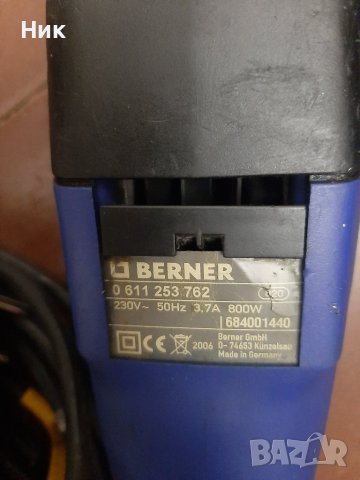 Ник
BERNER
0 611 253 762
230V~ 50Hz 3.7A 800W
684001440
CE 2006 Berner GmbH
D- 74653 Künzelsau
Made in Germany
BAZAR